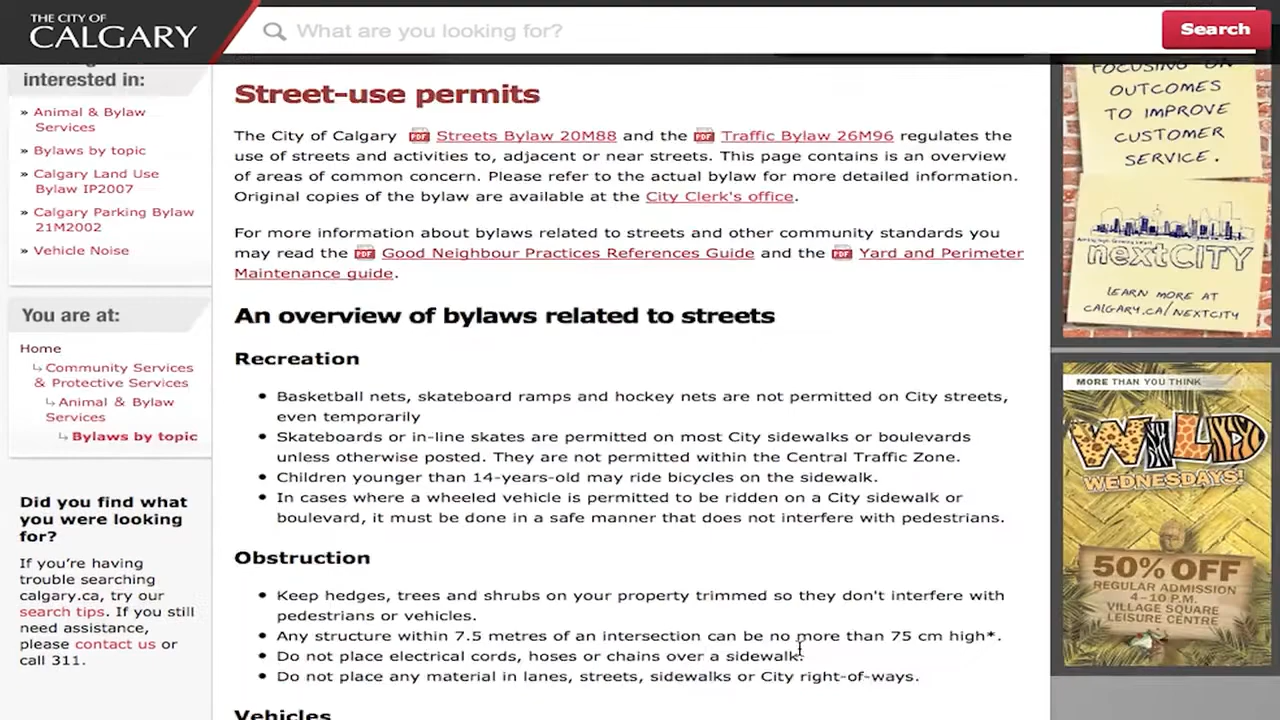 THE CITY OF
CALGARY
What are you looking for?
Search
interested in:
» Animal & Bylaw
Services
» Bylaws by topic
» Calgary Land Use
Bylaw IP2007
» Calgary Parking Bylaw
21M2002
» Vehicle Noise
You are at:
Home
Community Services
& Protective Services
Animal & Bylaw
Services
Bylaws by topic
Did you find what
you were looking
for?
If you're having
trouble searching
calgary.ca, try our
search tips. If you still
need assistance,
please contact us or
call 311.
Street-use permits
The City of Calgary PDF Streets Bylaw 20M88 and the PDF Traffic Bylaw 26M96 regulates the
use of streets and activities to, adjacent or near streets. This page contains is an overview
of areas of common concern. Please refer to the actual bylaw for more detailed information.
Original copies of the bylaw are available at the City Clerk's office.
For more information about bylaws related to streets and other community standards you
may read the PDF Good Neighbour Practices References Guide and the PDF Yard and Perimeter
Maintenance guide.
An overview of bylaws related to streets
Recreation
• Basketball nets, skateboard ramps and hockey nets are not permitted on City streets,
even temporarily
• Skateboards or in-line skates are permitted on most City sidewalks or boulevards
unless otherwise posted. They are not permitted within the Central Traffic Zone.
• Children younger than 14-years-old may ride bicycles on the sidewalk.
• In cases where a wheeled vehicle is permitted to be ridden on a City sidewalk or
boulevard, it must be done in a safe manner that does not interfere with pedestrians.
Obstruction
• Keep hedges, trees and shrubs on your property trimmed so they don't interfere with
pedestrians or vehicles.
• Any structure within 7.5 metres of an intersection can be no more than 75 cm high*.
• Do not place electrical cords, hoses or chains over a sidewalk.
• Do not place any material in lanes, streets, sidewalks or City right-of-ways.
Vehicles
FOCUSING ON
OUTCOMES
TO IMPROVE
CUSTOMER
SERVICE.
nextCITY
LEARN MORE AT
CALGARY.CA/NEXTCITY
MORE THAN YOU THINK
WILD
WEDNESDAYS!
50% OFF
REGULAR ADMISSION
4–10 P.M.
VILLAGE SQUARE
LEISURE CENTRE